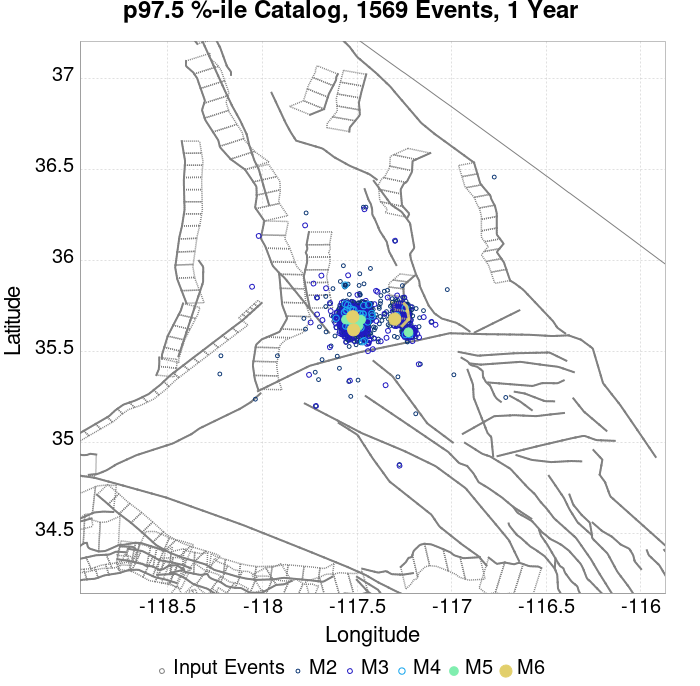 p97.5 %-ile Catalog, 1569 Events, 1 Year
37
36.5
36
35.5
35
34.5
Latitude
-118.5 -118 -117.5 -117 -116.5 -116
Longitude
Input Events M2 M3 M4 M5 M6